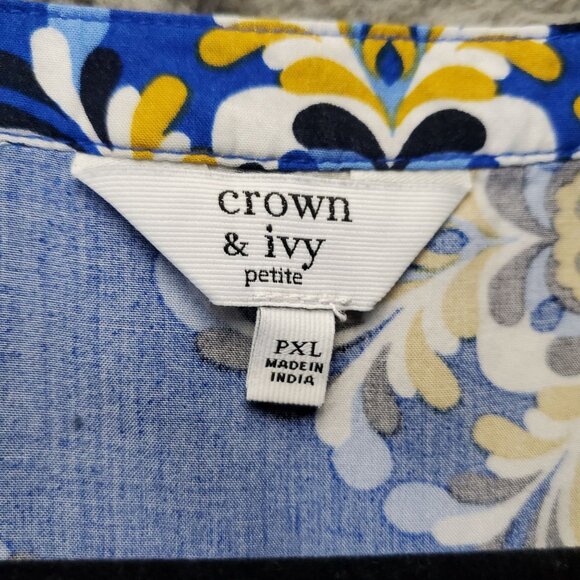 crown
& ivy
petite
PXL
MADE IN
INDIA